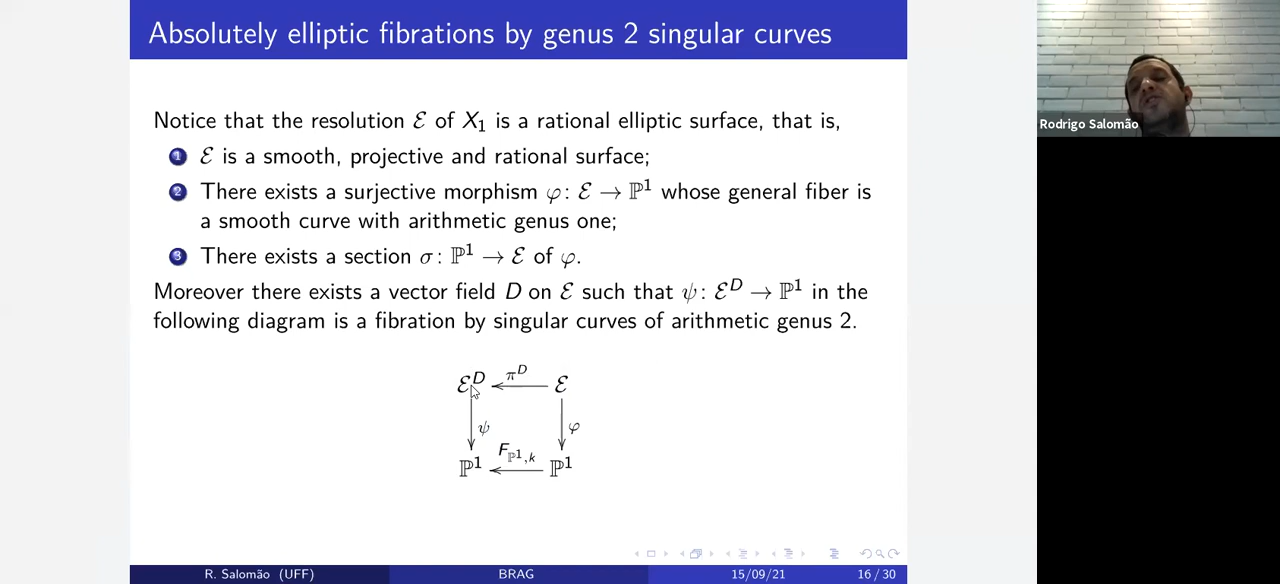 Absolutely elliptic fibrations by genus 2 singular curves
Rodrigo Salomão
Notice that the resolution ℰ of X₁ is a rational elliptic surface, that is,
1 ℰ is a smooth, projective and rational surface;
2 There exists a surjective morphism φ: ℰ → ℙ¹ whose general fiber is
a smooth curve with arithmetic genus one;
3 There exists a section σ: ℙ¹ → ℰ of φ.
Moreover there exists a vector field D on ℰ such that ψ: ℰᴰ → ℙ¹ in the
following diagram is a fibration by singular curves of arithmetic genus 2.
ℰᴰ πᴰ ℰ
ψ φ
ℙ¹ F_{ℙ¹,k} ℙ¹
R. Salomão (UFF) BRAG 15/09/21 16 / 30